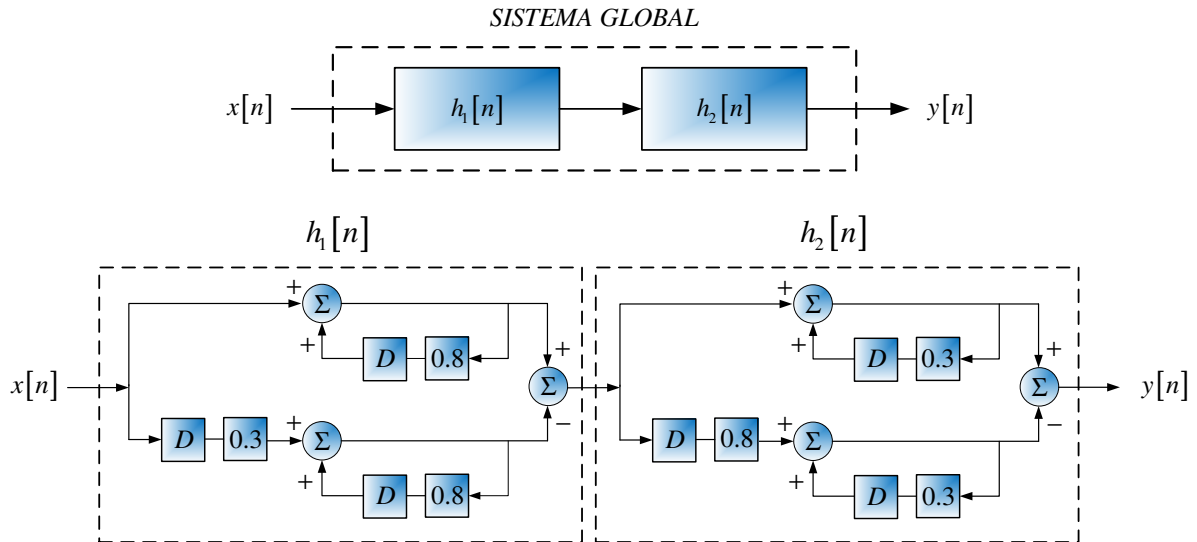 SISTEMA GLOBAL
x[n] h₁[n] h₂[n] y[n]
h₁[n] h₂[n]
+ Σ + Σ
+ D 0.8 + + D 0.3 +
x[n] Σ Σ y[n]
D 0.3 + Σ − D 0.8 + Σ −
+ D 0.8 + D 0.3